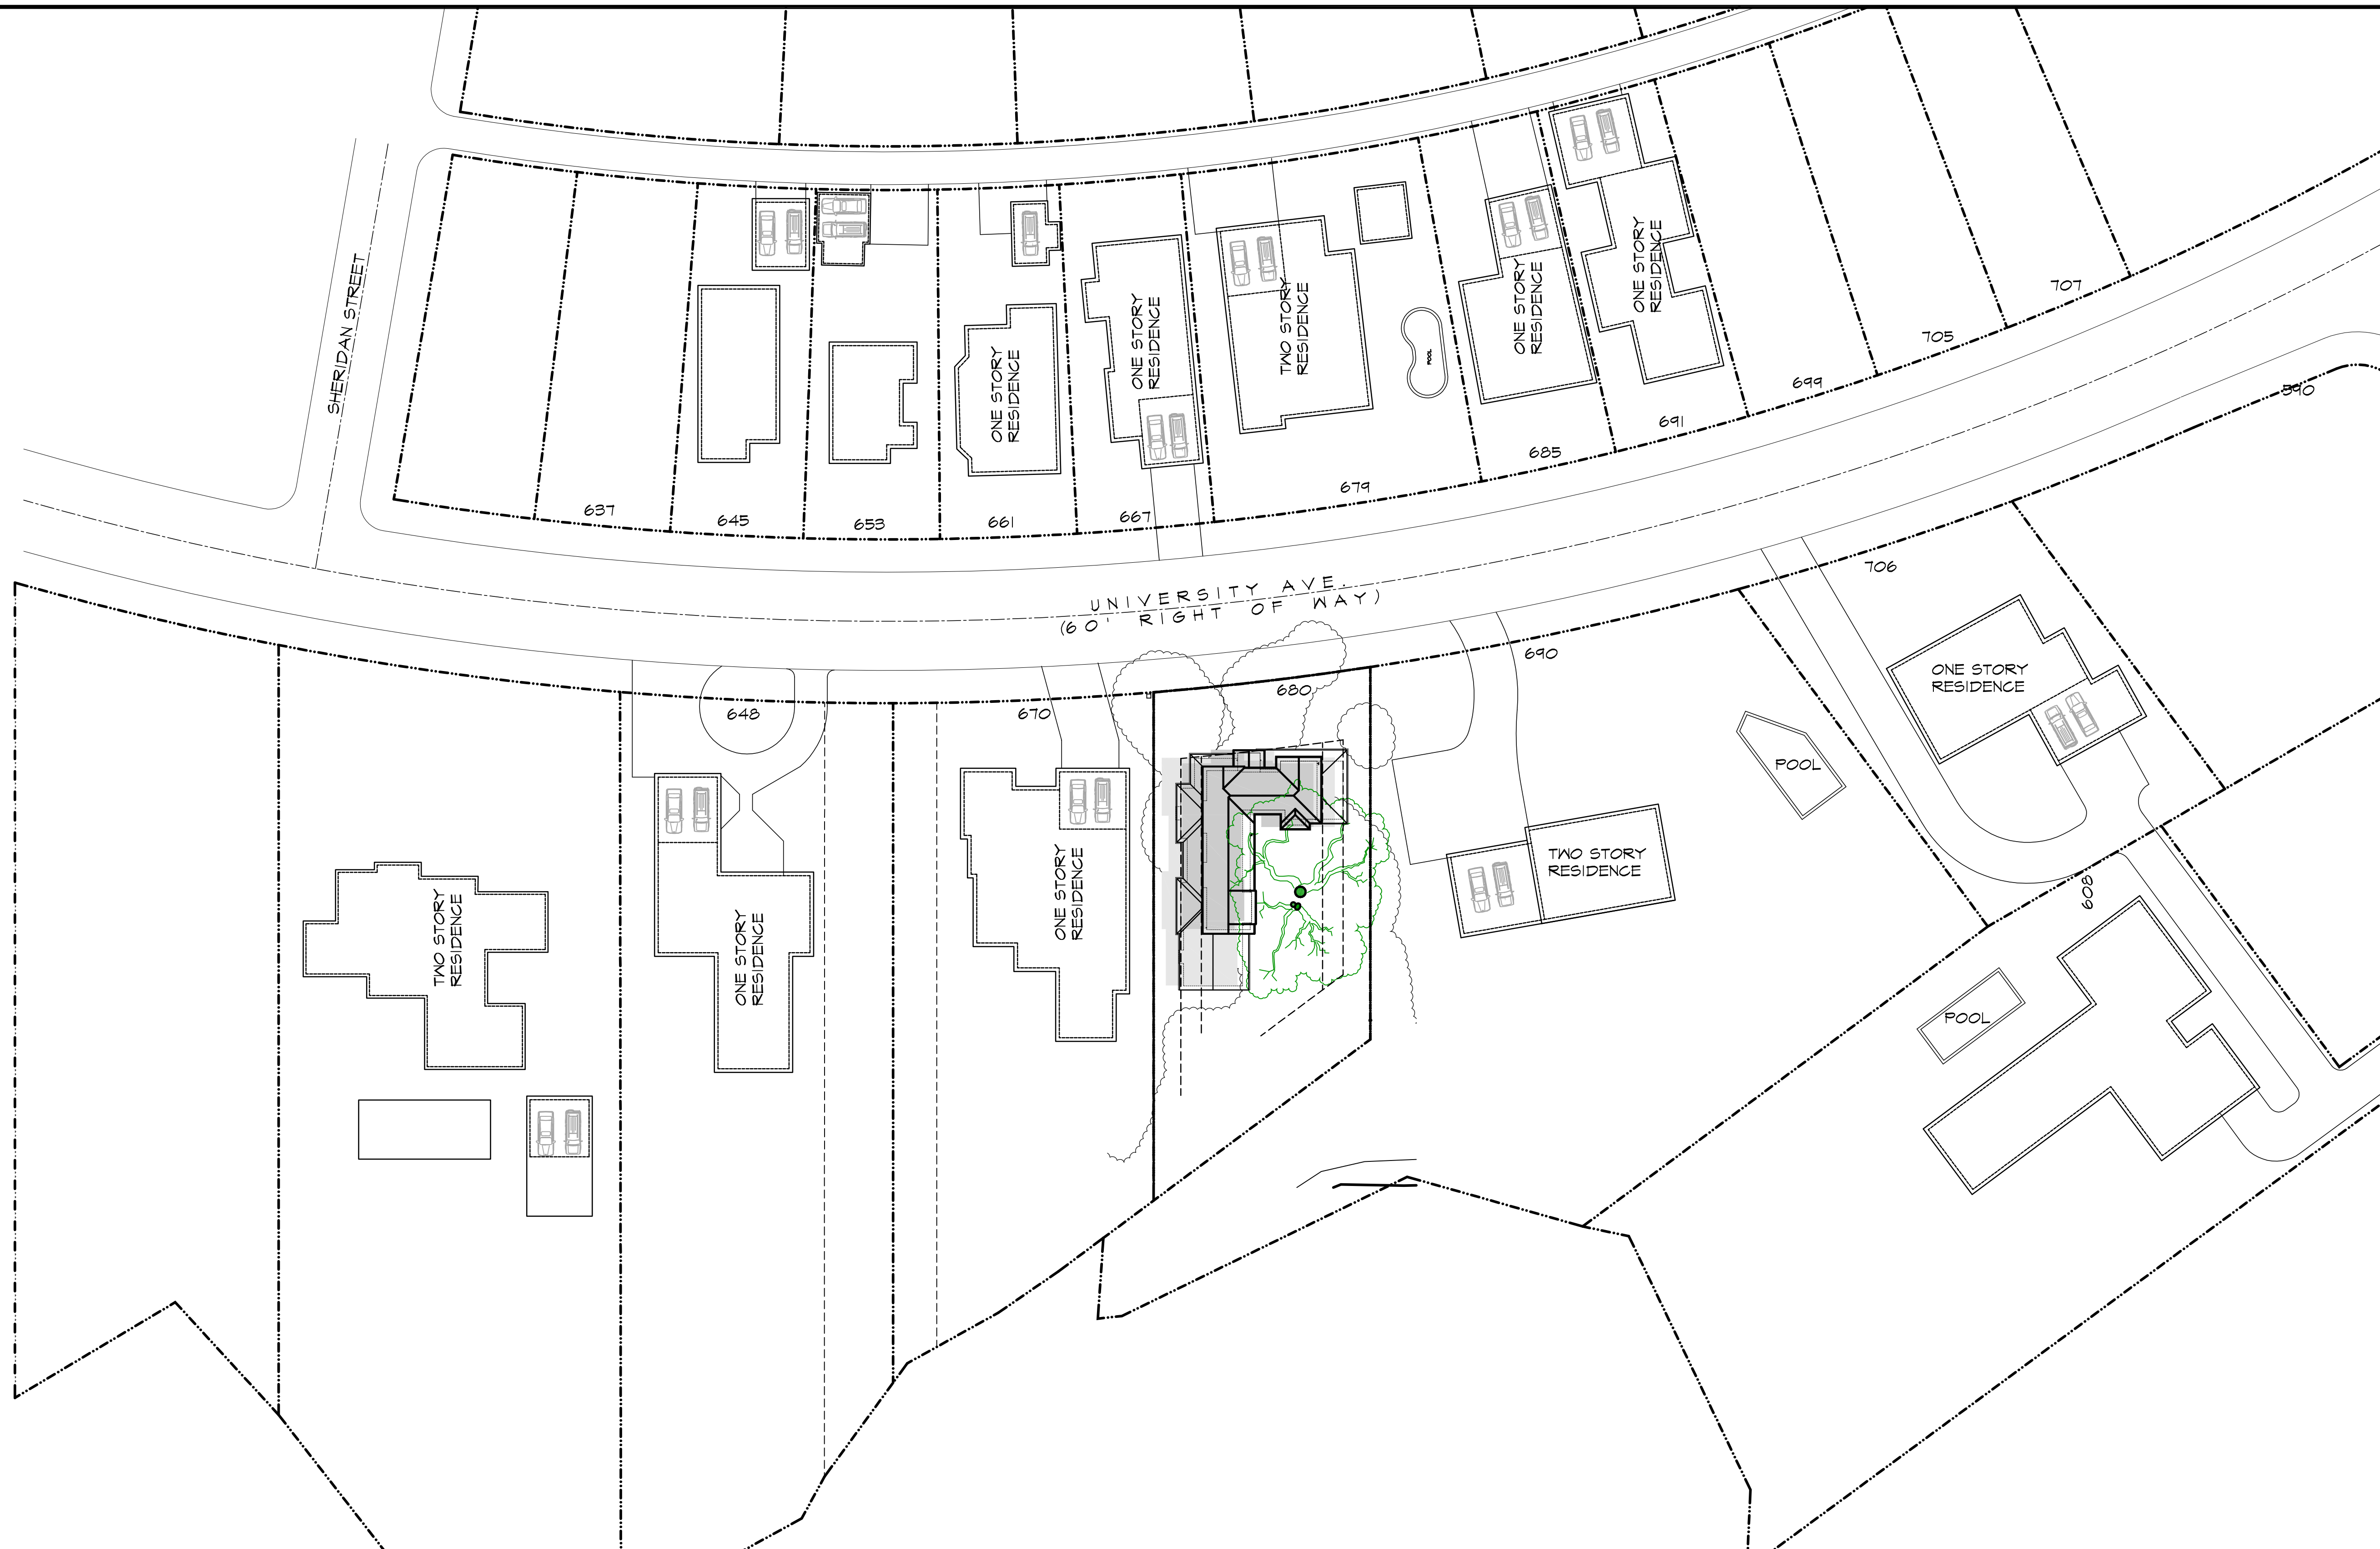 SHERIDAN STREET
ONE STORY
RESIDENCE
ONE STORY
RESIDENCE
TWO STORY
RESIDENCE
POOL
ONE STORY
RESIDENCE
ONE STORY
RESIDENCE
637
645
653
661
667
679
685
691
699
705
707
590
UNIVERSITY AVE.
(60' RIGHT OF WAY)
648
670
680
690
706
TWO STORY
RESIDENCE
ONE STORY
RESIDENCE
ONE STORY
RESIDENCE
TWO STORY
RESIDENCE
POOL
ONE STORY
RESIDENCE
608
POOL